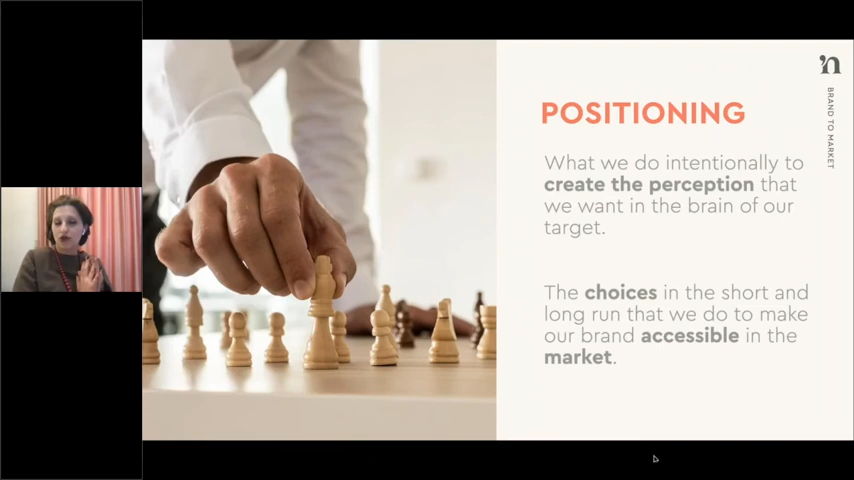 'n
BRAND TO MARKET
POSITIONING
What we do intentionally to
create the perception that
we want in the brain of our
target.
The choices in the short and
long run that we do to make
our brand accessible in the
market.